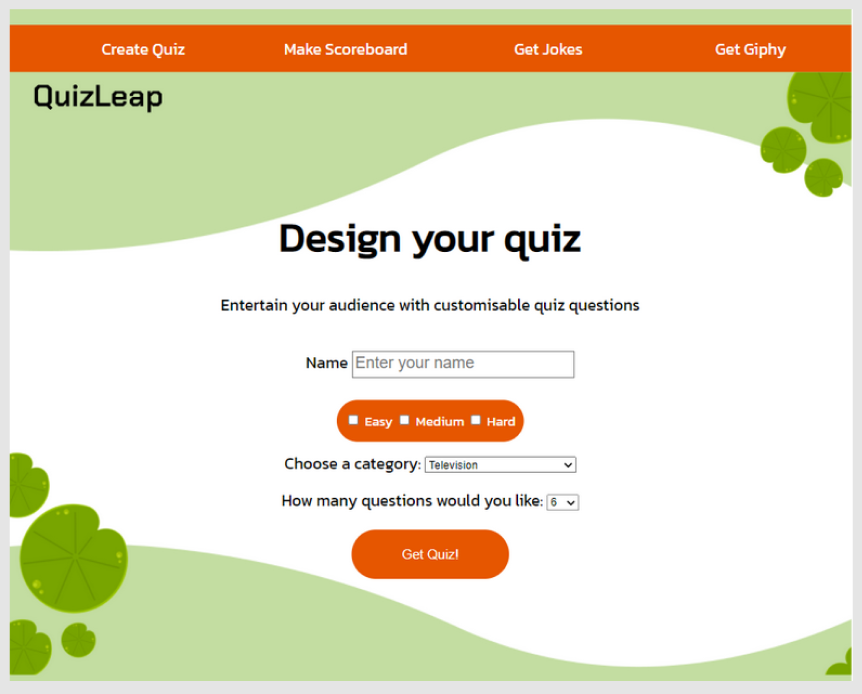 Create Quiz Make Scoreboard Get Jokes Get Giphy
QuizLeap
Design your quiz
Entertain your audience with customisable quiz questions
Name Enter your name
Easy Medium Hard
Choose a category: Television
How many questions would you like: 6
Get Quiz!